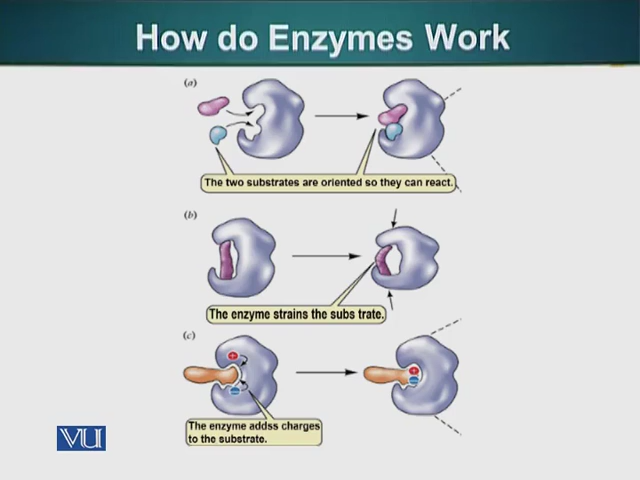 How do Enzymes Work
(a)
The two substrates are oriented so they can react.
(b)
The enzyme strains the subs trate.
(c)
+
+
The enzyme addss charges
to the substrate.
VU